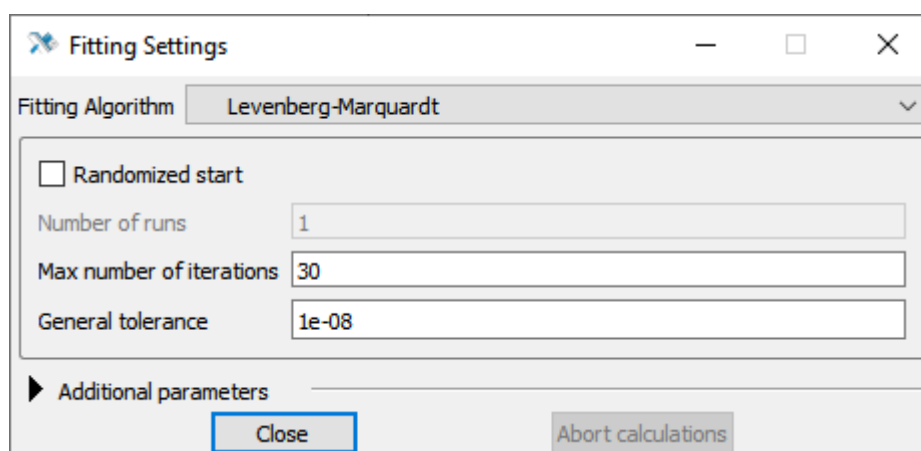 Fitting Settings
Fitting Algorithm Levenberg-Marquardt
Randomized start
Number of runs 1
Max number of iterations 30
General tolerance 1e-08
Additional parameters
Close Abort calculations